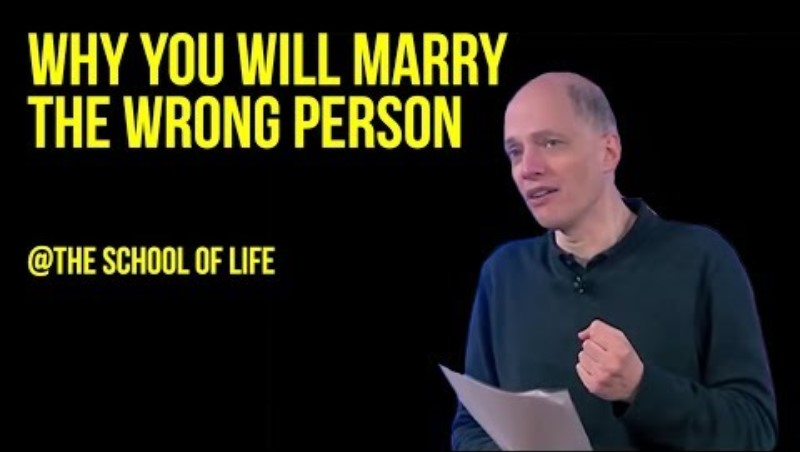 WHY YOU WILL MARRY
THE WRONG PERSON
@THE SCHOOL OF LIFE